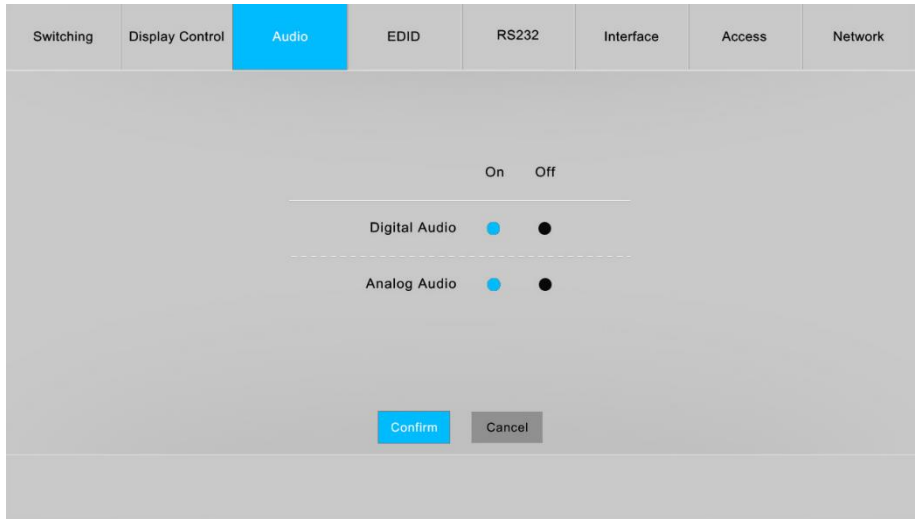 Switching Display Control Audio EDID RS232 Interface Access Network
On Off
Digital Audio
Analog Audio
Confirm Cancel